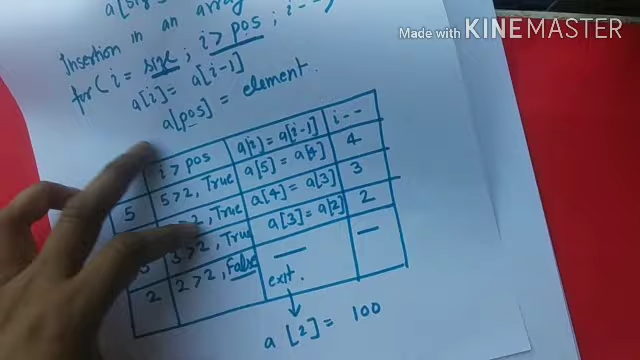 Made with KINEMASTER
Insertion in an array
for( i = size ; i > pos ; i--)
a[i] = a[i-1]
a[pos] = element.
i > pos a[i] = a[i-1] i--
5 5 > 2, True a[5] = a[4] 4
2, True a[4] = a[3] 3
3 > 2, True a[3] = a[2] 2
2 2 > 2, False — —
exit.
a [2] = 100